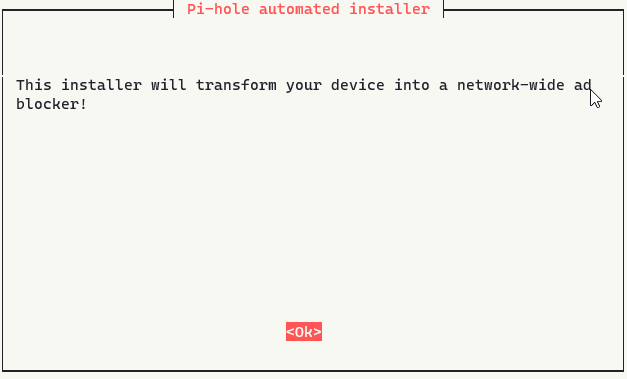 Pi-hole automated installer
This installer will transform your device into a network-wide ad
blocker!
<Ok>